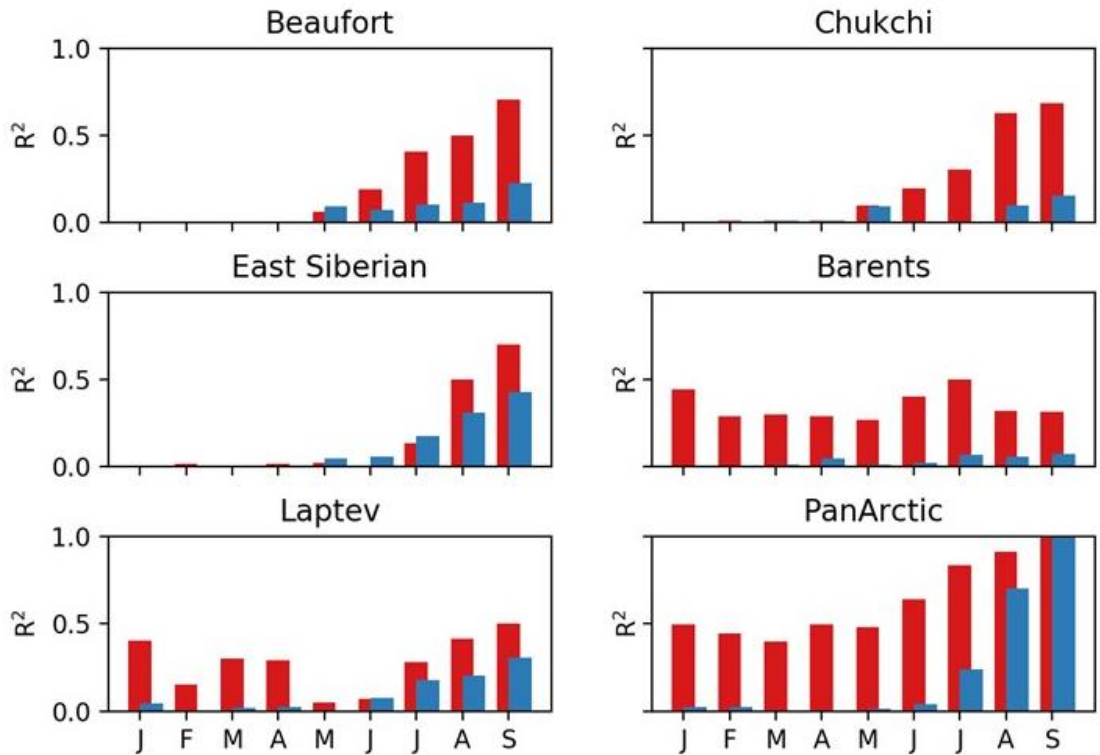 Beaufort
1.0
R²
0.5
0.0
Chukchi
R²
East Siberian
1.0
R²
0.5
0.0
Barents
R²
Laptev
1.0
R²
0.5
0.0
J F M A M J J A S
PanArctic
R²
J F M A M J J A S